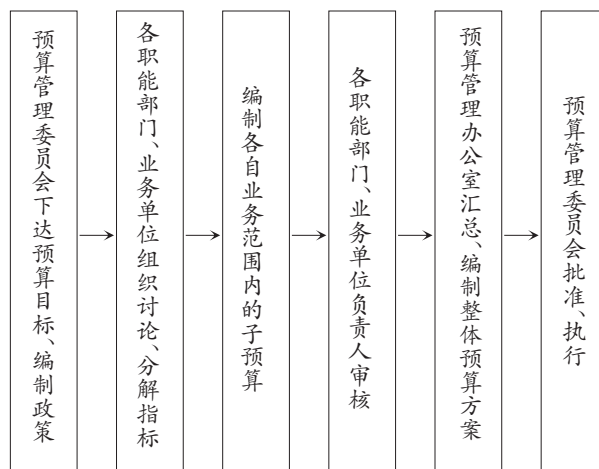 预算管理委员会下达预算目标、编制政策
各职能部门、业务单位组织讨论、分解指标
编制各自业务范围内的子预算
各职能部门、业务单位负责人审核
预算管理办公室汇总、编制整体预算方案
预算管理委员会批准、执行